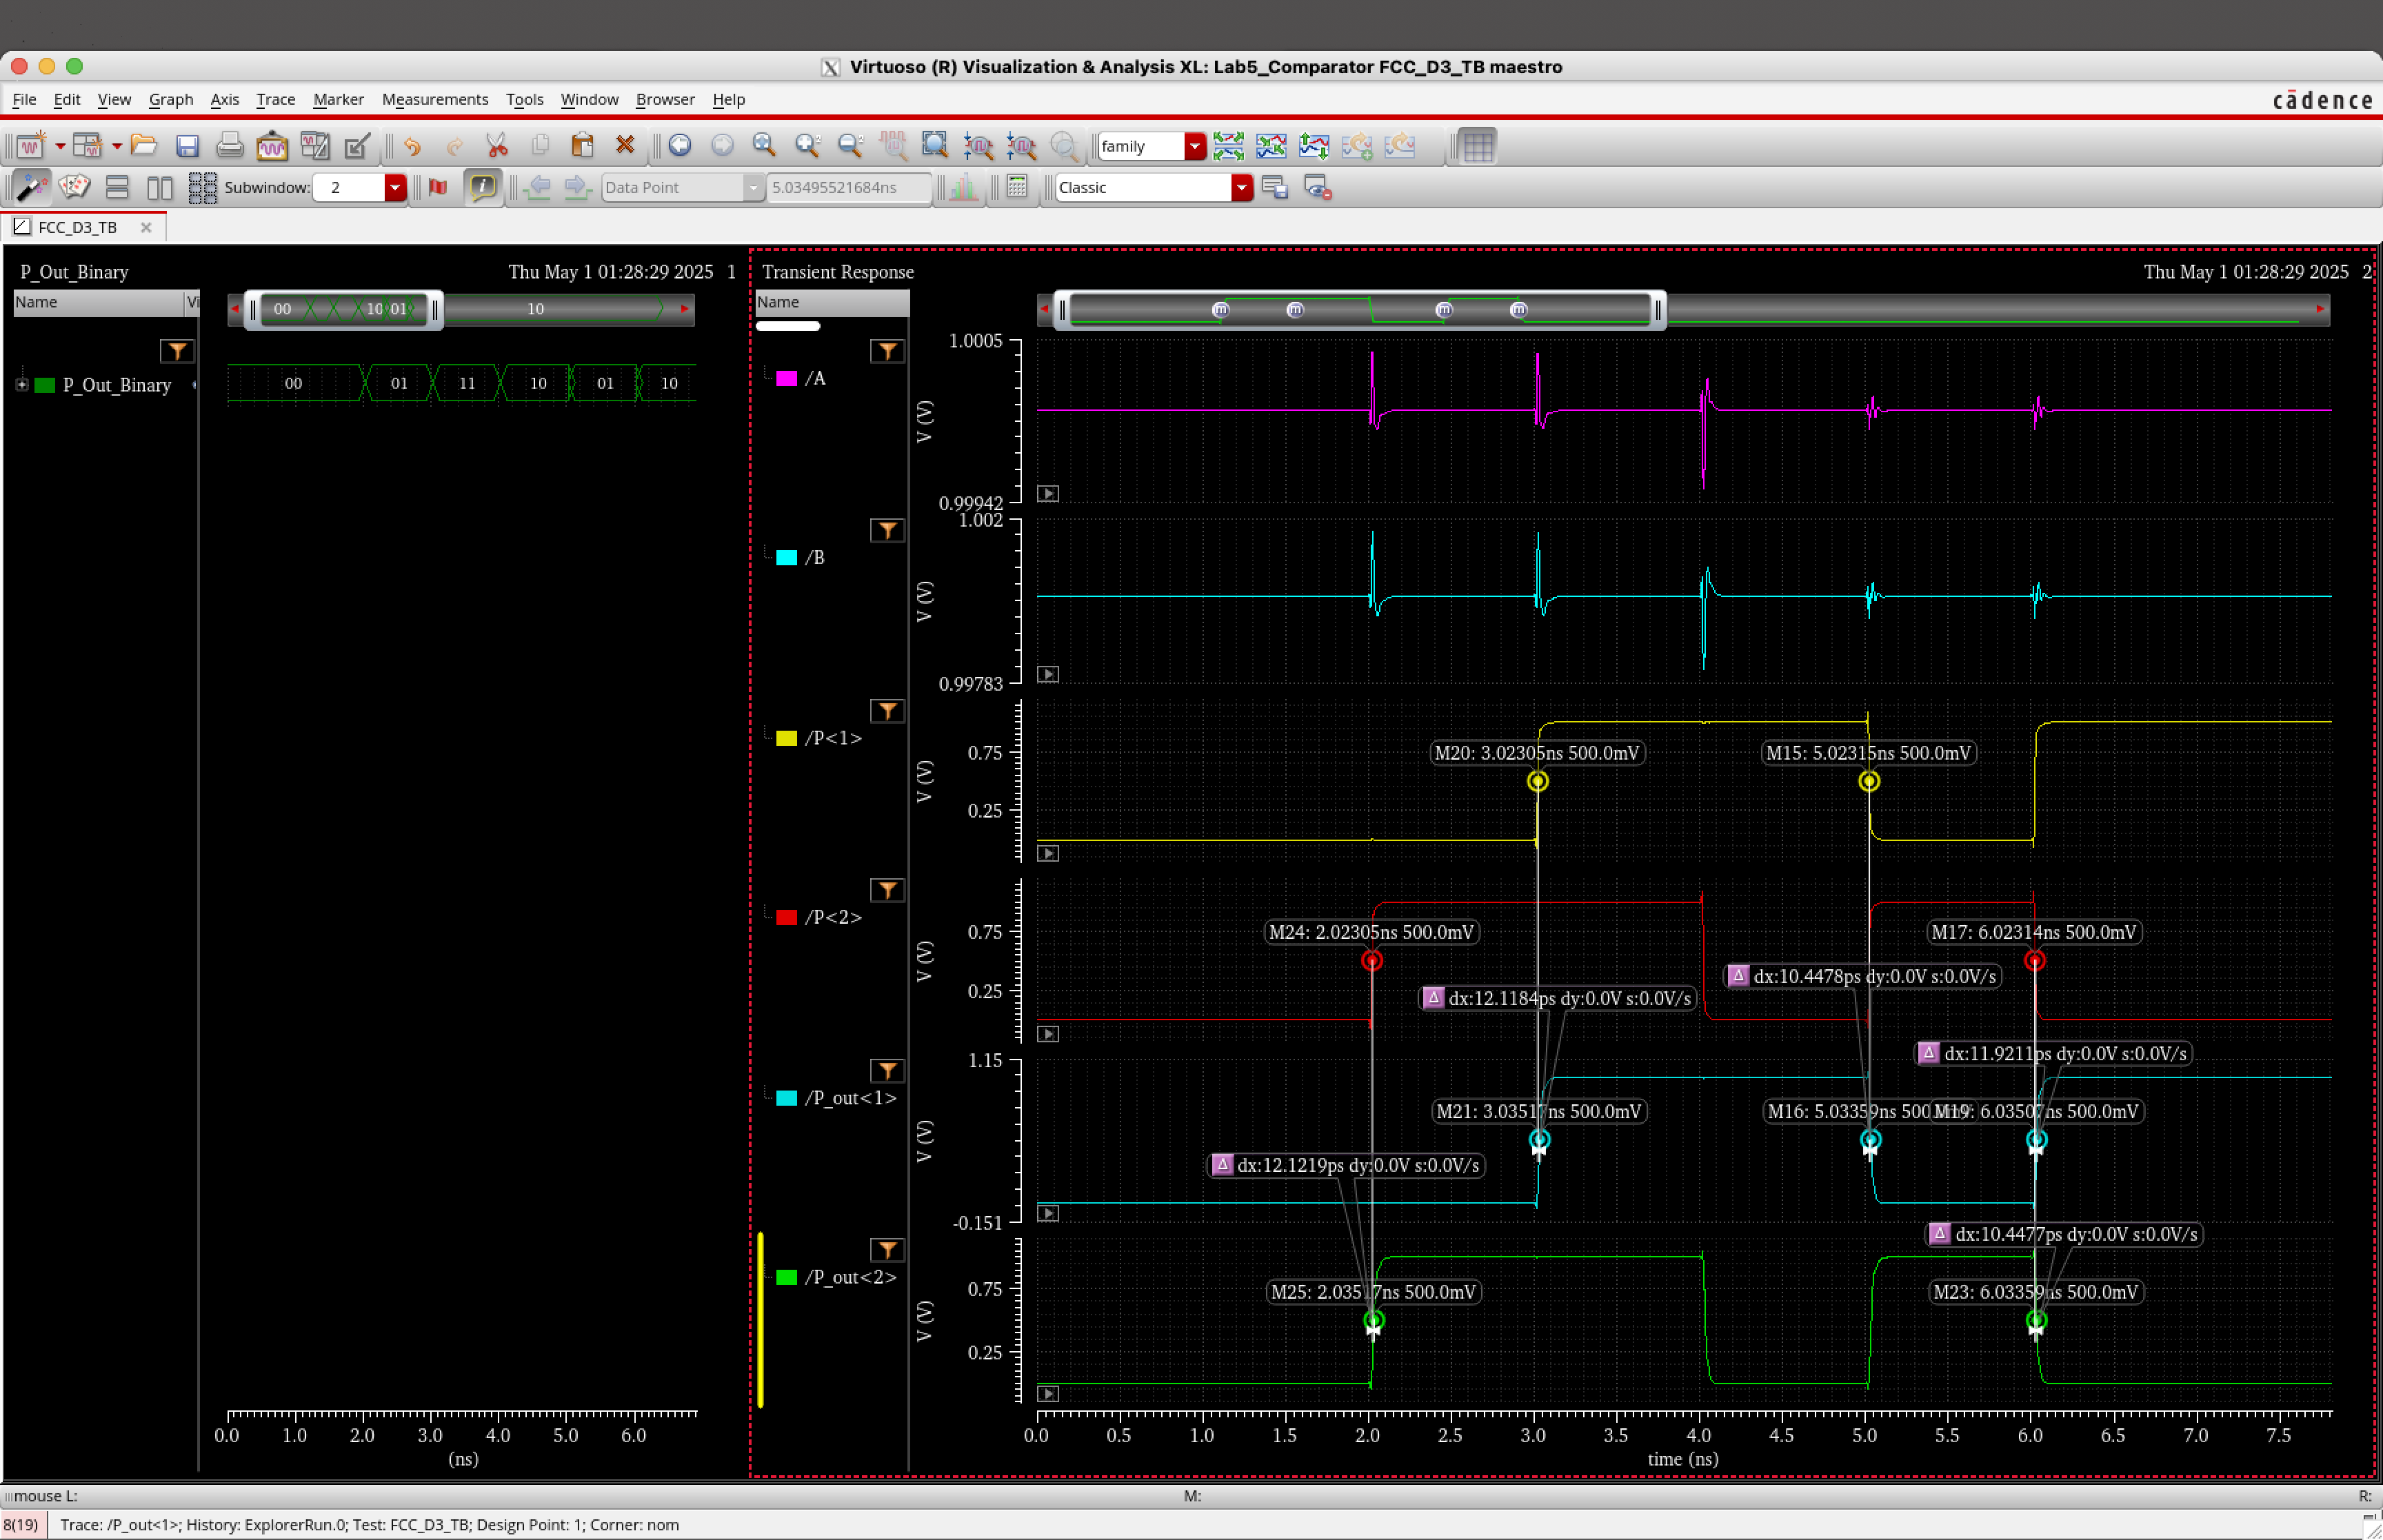 Virtuoso (R) Visualization & Analysis XL: Lab5_Comparator FCC_D3_TB maestro
File Edit View Graph Axis Trace Marker Measurements Tools Window Browser Help
cādence
family
Subwindow: 2 Data Point 5.03495521684ns Classic
FCC_D3_TB
P_Out_Binary Thu May 1 01:28:29 2025 1
Name Vi
00 10 01 10
P_Out_Binary
00 01 11 10 01 10
0.0 1.0 2.0 3.0 4.0 5.0 6.0
(ns)
Transient Response Thu May 1 01:28:29 2025 2
Name
m m m m
/A
V (V)
1.0005
0.99942
/B
V (V)
1.002
0.99783
/P<1>
V (V)
0.75
0.25
M20: 3.02305ns 500.0mV
M15: 5.02315ns 500.0mV
/P<2>
V (V)
0.75
0.25
M24: 2.02305ns 500.0mV
M17: 6.02314ns 500.0mV
dx:10.4478ps dy:0.0V s:0.0V/s
dx:12.1184ps dy:0.0V s:0.0V/s
/P_out<1>
V (V)
1.15
-0.151
dx:11.9211ps dy:0.0V s:0.0V/s
M21: 3.03517ns 500.0mV
M16: 5.03359ns 500
M19: 6.03507ns 500.0mV
dx:12.1219ps dy:0.0V s:0.0V/s
/P_out<2>
V (V)
0.75
0.25
dx:10.4477ps dy:0.0V s:0.0V/s
M25: 2.03517ns 500.0mV
M23: 6.03359ns 500.0mV
0.0 0.5 1.0 1.5 2.0 2.5 3.0 3.5 4.0 4.5 5.0 5.5 6.0 6.5 7.0 7.5
time (ns)
mouse L: M: R:
8(19) Trace: /P_out<1>; History: ExplorerRun.0; Test: FCC_D3_TB; Design Point: 1; Corner: nom